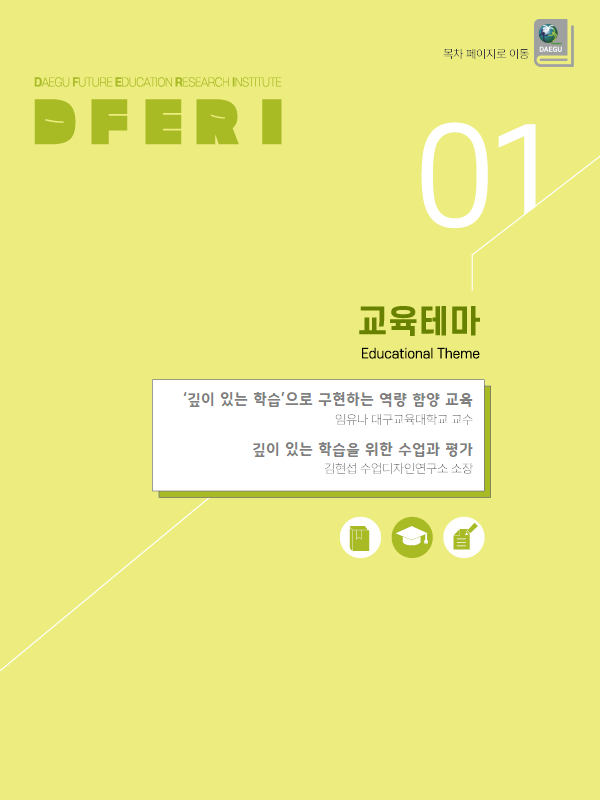 목차 페이지로 이동
DAEGU
DAEGU FUTURE EDUCATION RESEARCH INSTITUTE
DFERI
01
교육테마
Educational Theme
‘깊이 있는 학습’으로 구현하는 역량 함양 교육
임유나 대구교육대학교 교수
깊이 있는 학습을 위한 수업과 평가
김현섭 수업디자인연구소 소장